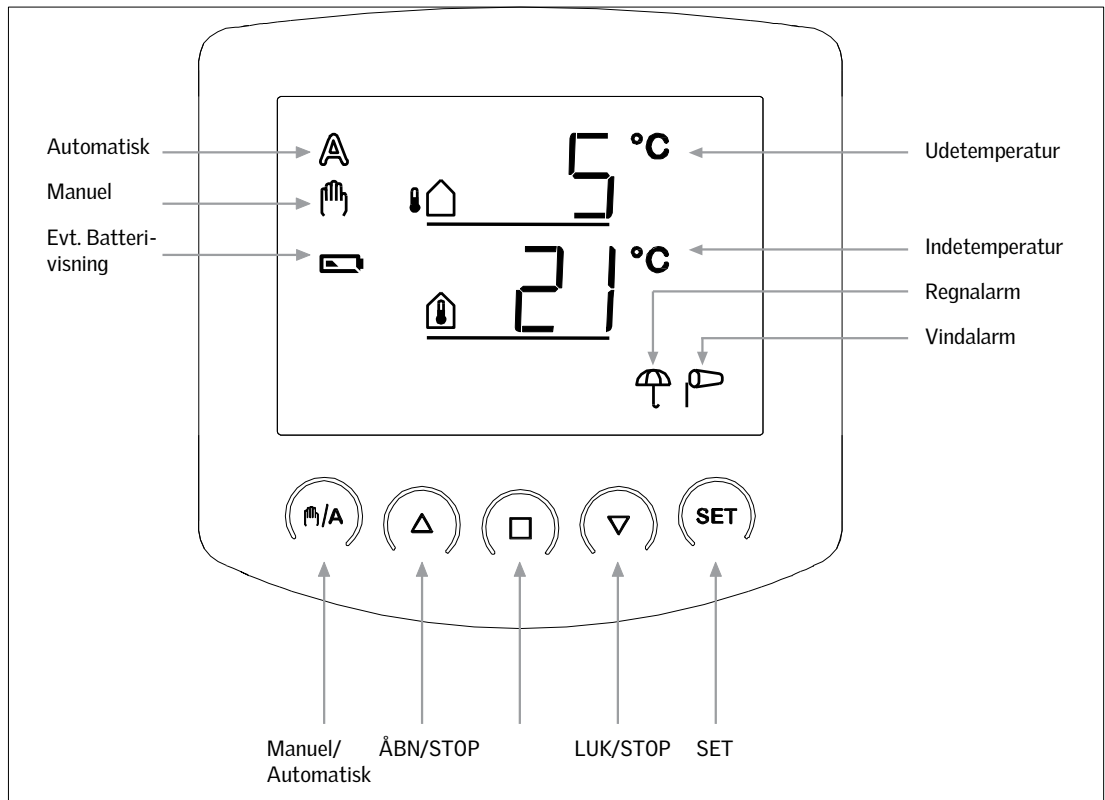 Automatisk
Manuel
Evt. Batteri-
visning
A
5 °C
21 °C
Udetemperatur
Indetemperatur
Regnalarm
Vindalarm
/A
SET
Manuel/
Automatisk
ÅBN/STOP
LUK/STOP
SET